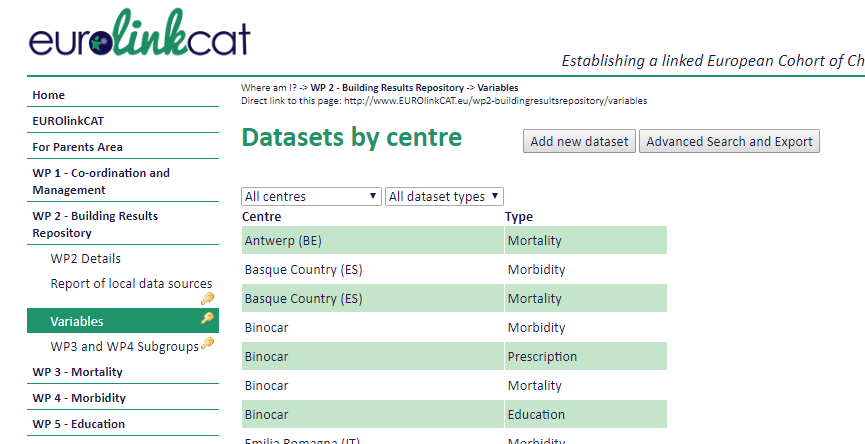 eurolinkcat
Establishing a linked European Cohort of Ch
Where am I? -> WP 2 - Building Results Repository -> Variables
Direct link to this page: http://www.EUROlinkCAT.eu/wp2-buildingresultsrepository/variables
Home
EUROlinkCAT
For Parents Area
WP 1 - Co-ordination and
Management
WP 2 - Building Results
Repository
WP2 Details
Report of local data sources
Variables
WP3 and WP4 Subgroups
WP 3 - Mortality
WP 4 - Morbidity
WP 5 - Education
Datasets by centre
Add new dataset Advanced Search and Export
All centres All dataset types
Centre Type
Antwerp (BE) Mortality
Basque Country (ES) Morbidity
Basque Country (ES) Mortality
Binocar Morbidity
Binocar Prescription
Binocar Mortality
Binocar Education
Emilia Romagna (IT) Morbidity